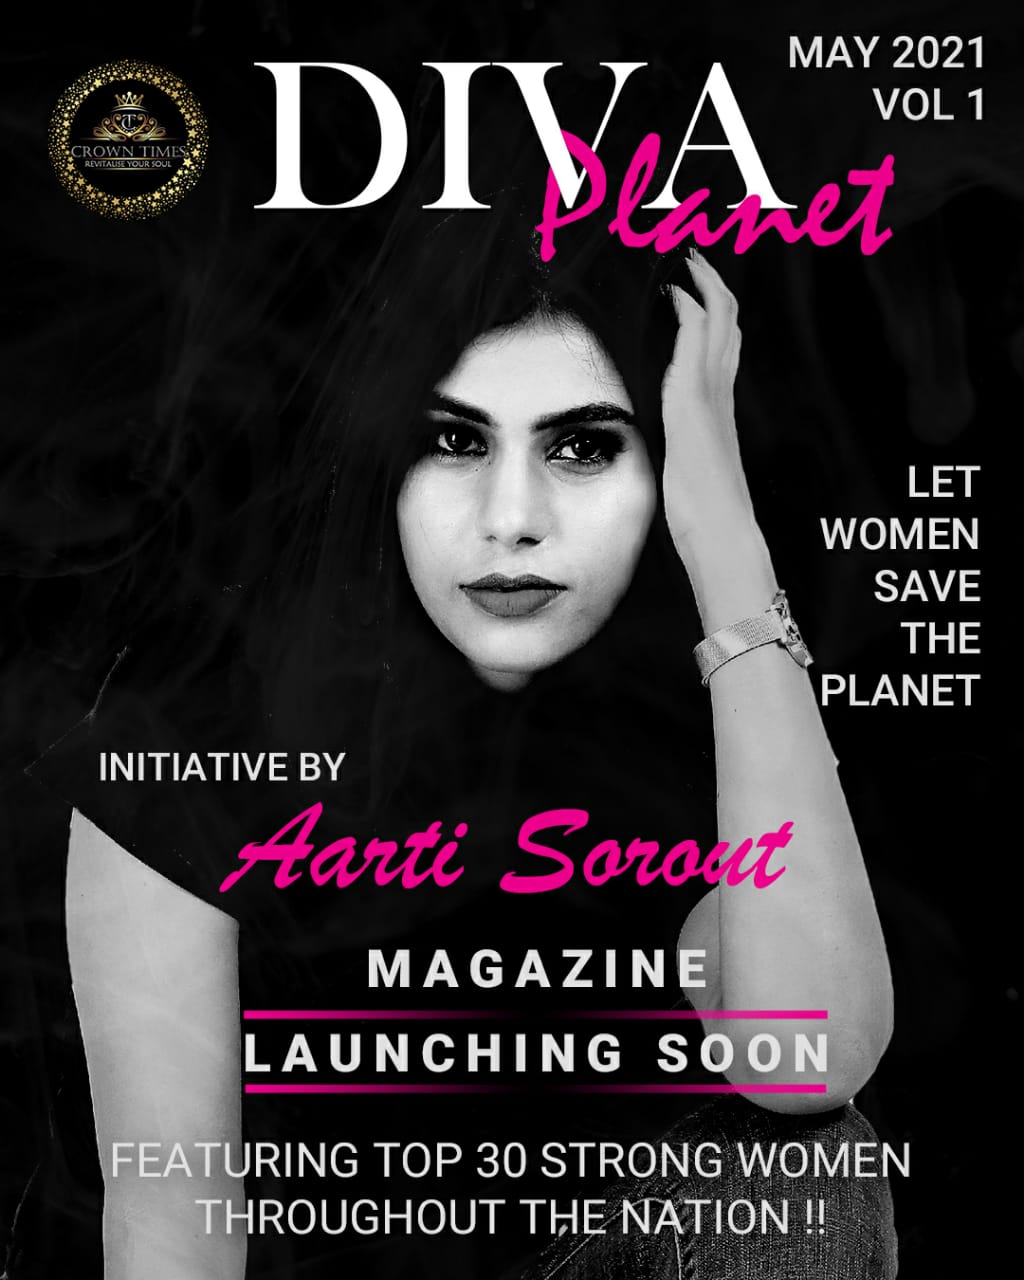 MAY 2021
VOL 1
CT
CROWN TIMES
REVITALISE YOUR SOUL
DIVA
Planet
LET
WOMEN
SAVE
THE
PLANET
INITIATIVE BY
Aarti Sorout
MAGAZINE
LAUNCHING SOON
FEATURING TOP 30 STRONG WOMEN
THROUGHOUT THE NATION !!